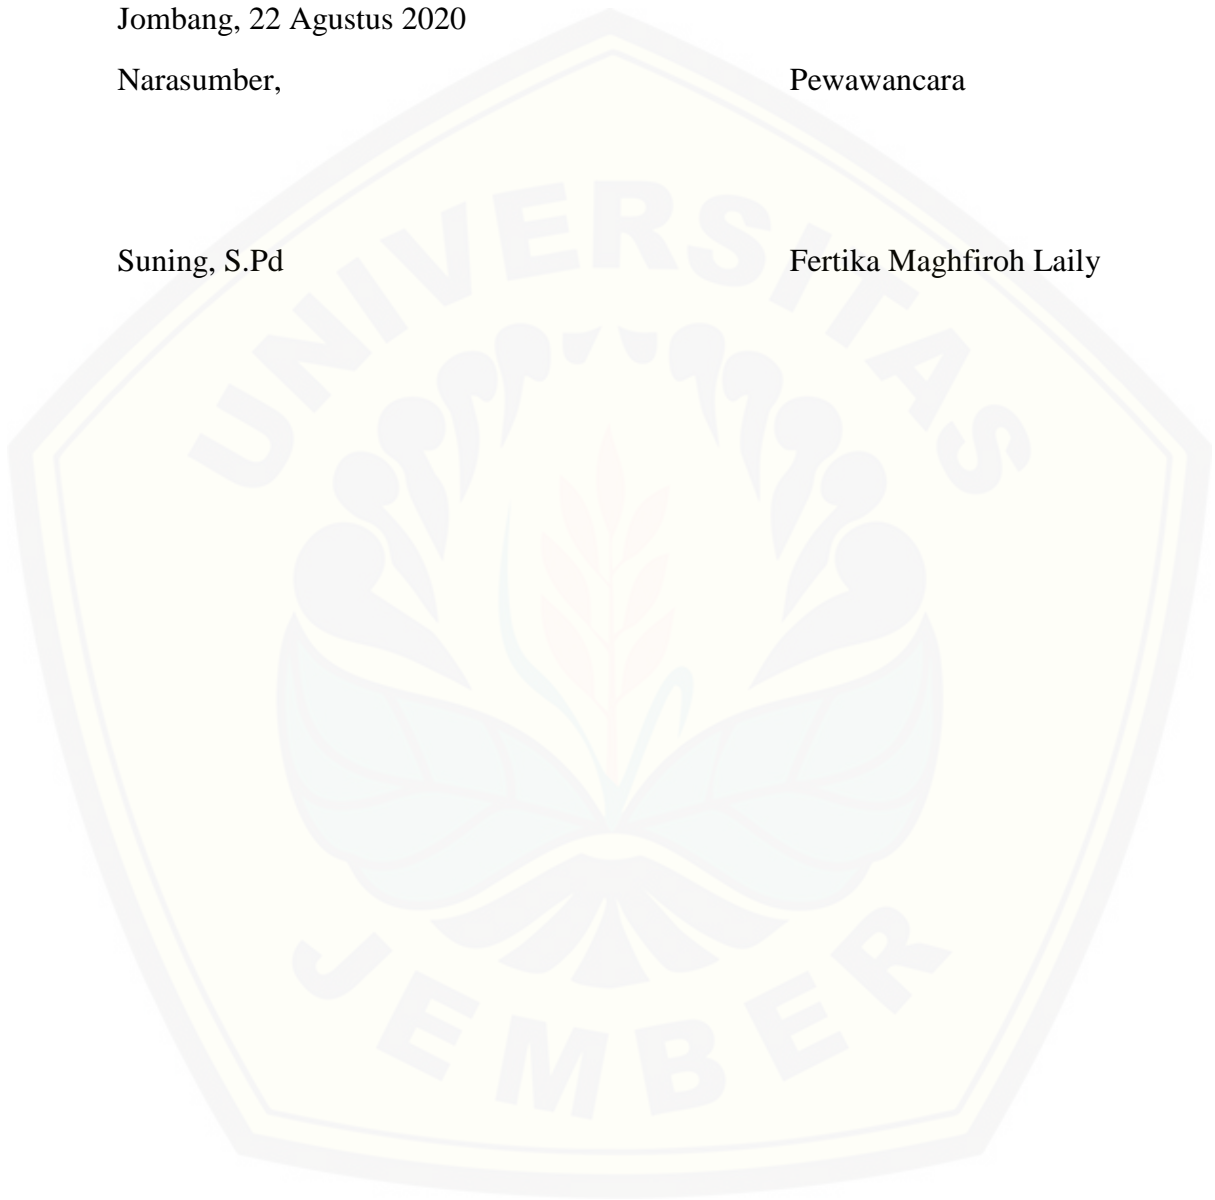 Jombang, 22 Agustus 2020
Narasumber, Pewawancara
Suning, S.Pd Fertika Maghfiroh Laily
UNIVERSITAS
JEMBER